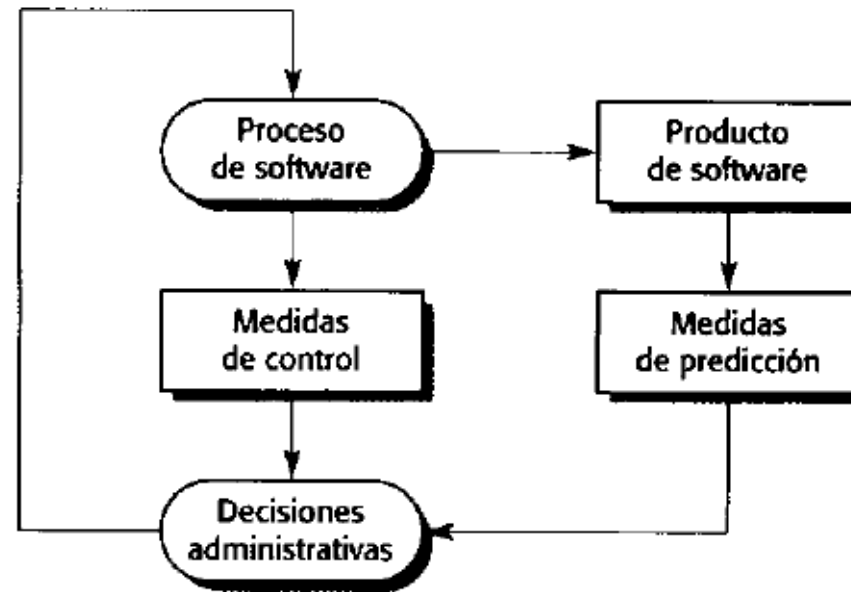 Proceso
de software
Producto
de software
Medidas
de control
Medidas
de predicción
Decisiones
administrativas